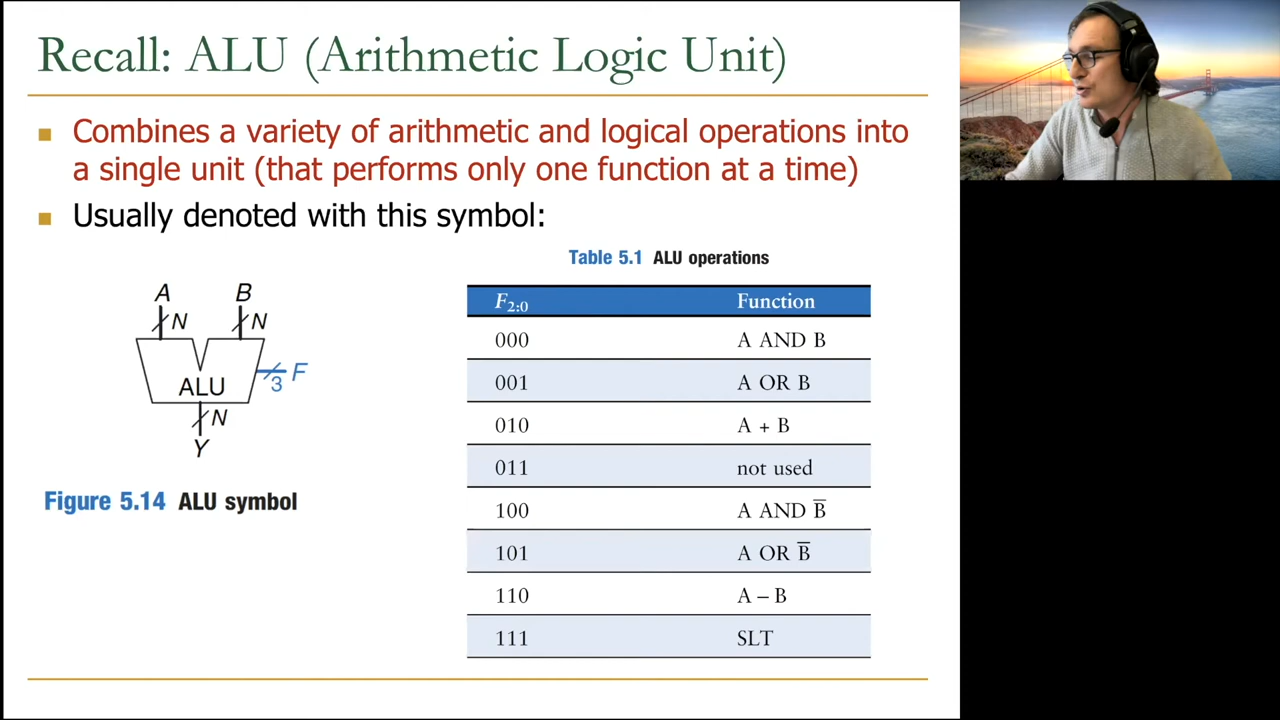 Recall: ALU (Arithmetic Logic Unit)
Combines a variety of arithmetic and logical operations into
a single unit (that performs only one function at a time)
Usually denoted with this symbol:
A B
N N
ALU
3 F
N
Y
Figure 5.14 ALU symbol
Table 5.1 ALU operations
F2:0 Function
000 A AND B
001 A OR B
010 A + B
011 not used
100 A AND B̅
101 A OR B̅
110 A – B
111 SLT